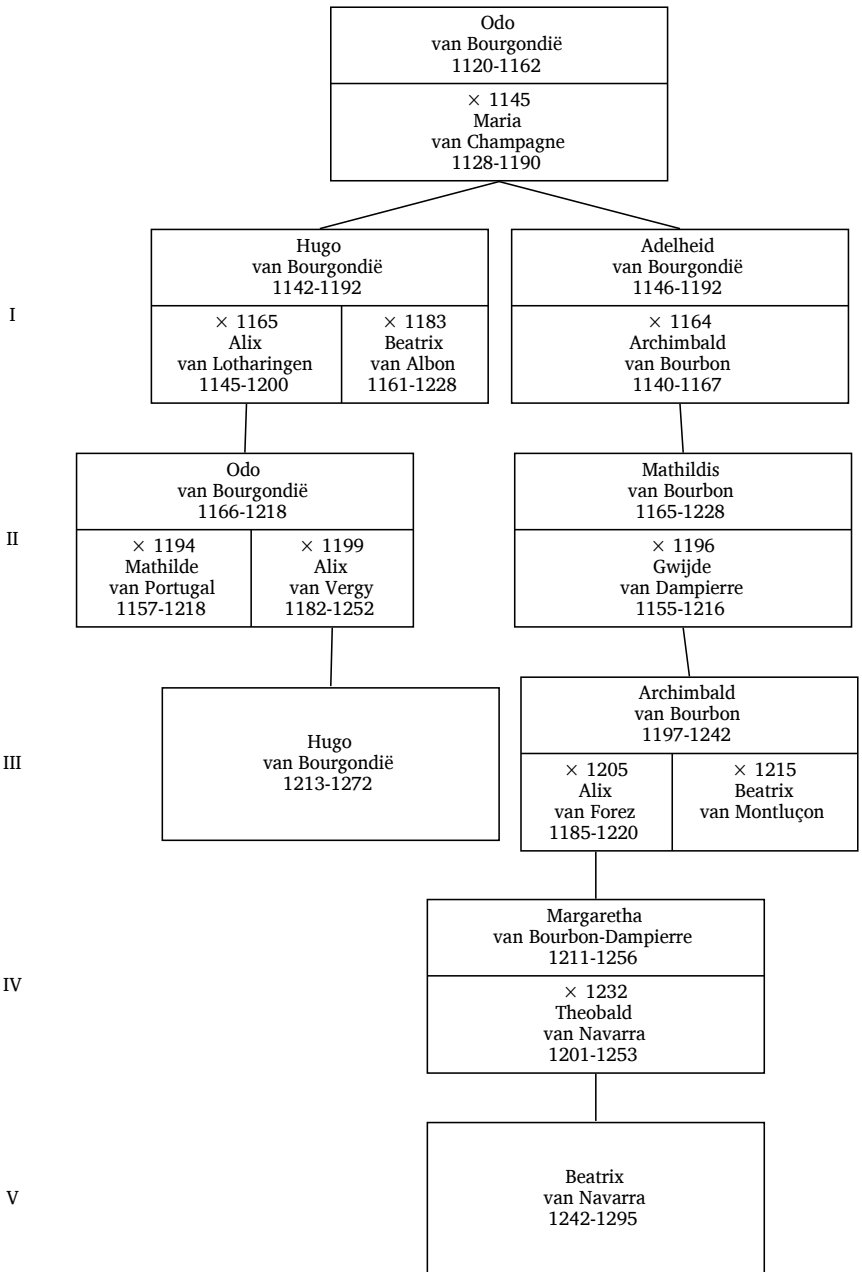 Odo
van Bourgondië
1120-1162
× 1145
Maria
van Champagne
1128-1190
I
Hugo
van Bourgondië
1142-1192
× 1165
Alix
van Lotharingen
1145-1200
× 1183
Beatrix
van Albon
1161-1228
Adelheid
van Bourgondië
1146-1192
× 1164
Archimbald
van Bourbon
1140-1167
II
Odo
van Bourgondië
1166-1218
× 1194
Mathilde
van Portugal
1157-1218
× 1199
Alix
van Vergy
1182-1252
Mathildis
van Bourbon
1165-1228
× 1196
Gwijde
van Dampierre
1155-1216
III
Hugo
van Bourgondië
1213-1272
Archimbald
van Bourbon
1197-1242
× 1205
Alix
van Forez
1185-1220
× 1215
Beatrix
van Montluçon
IV
Margaretha
van Bourbon-Dampierre
1211-1256
× 1232
Theobald
van Navarra
1201-1253
V
Beatrix
van Navarra
1242-1295